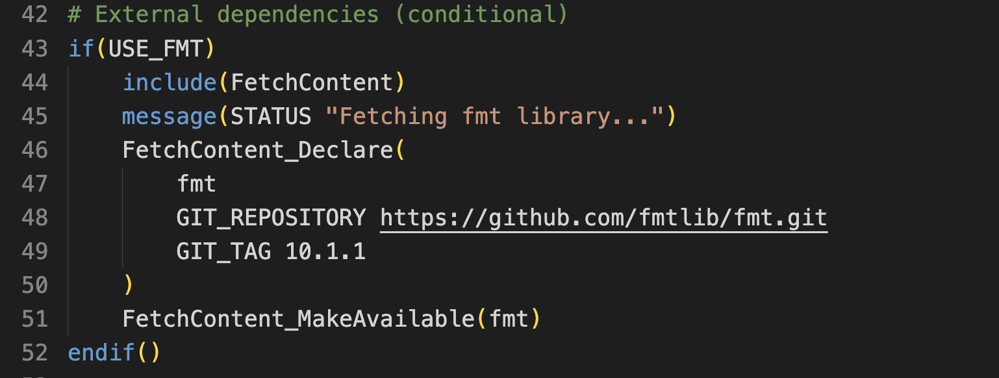 42 # External dependencies (conditional)
43 if(USE_FMT)
44     include(FetchContent)
45     message(STATUS "Fetching fmt library...")
46     FetchContent_Declare(
47         fmt
48         GIT_REPOSITORY https://github.com/fmtlib/fmt.git
49         GIT_TAG 10.1.1
50     )
51     FetchContent_MakeAvailable(fmt)
52 endif()